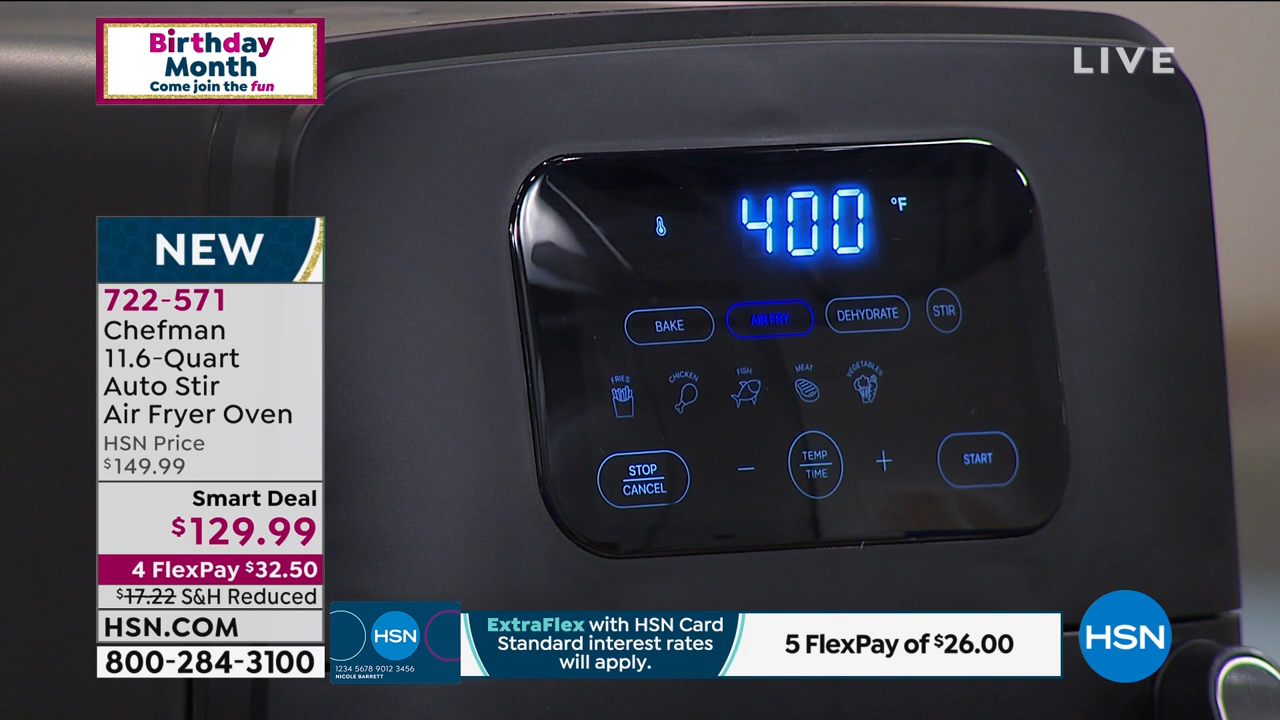 Birthday
Month
Come join the fun
LIVE
NEW
722-571
Chefman
11.6-Quart
Auto Stir
Air Fryer Oven
HSN Price
$149.99
Smart Deal
$129.99
4 FlexPay $32.50
$17.22 S&H Reduced
HSN.COM
800-284-3100
400 °F
BAKE
AIR FRY
DEHYDRATE
STIR
FRIES
CHICKEN
FISH
MEAT
VEGETABLES
STOP
CANCEL
−
TEMP
TIME
+
START
HSN
1234 5678 9012 3456
NICOLE BARRETT
ExtraFlex with HSN Card
Standard interest rates
will apply.
5 FlexPay of $26.00
HSN